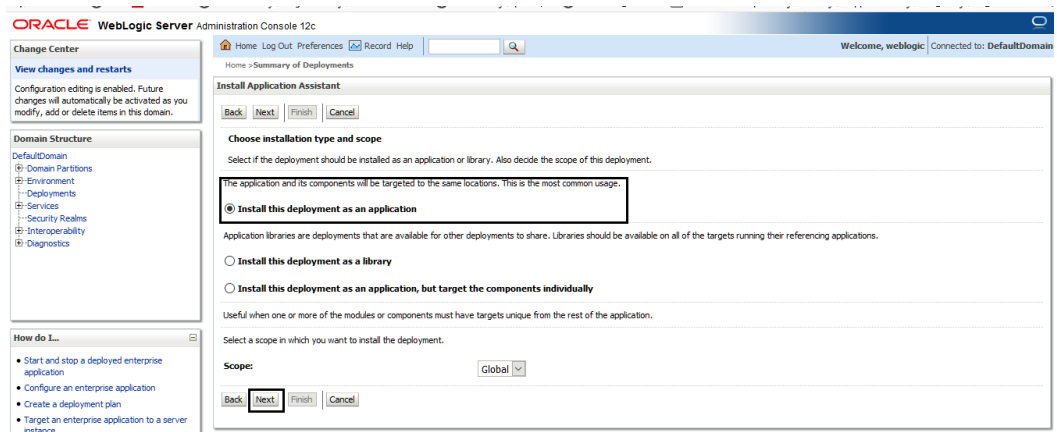 ORACLE WebLogic Server Administration Console 12c
Change Center
View changes and restarts
Configuration editing is enabled. Future
changes will automatically be activated as you
modify, add or delete items in this domain.
Domain Structure
DefaultDomain
Domain Partitions
Environment
Deployments
Services
Security Realms
Interoperability
Diagnostics
How do I...
Start and stop a deployed enterprise
application
Configure an enterprise application
Create a deployment plan
Target an enterprise application to a server
instance
Home Log Out Preferences Record Help
Welcome, weblogic Connected to: DefaultDomain
Home >Summary of Deployments
Install Application Assistant
Back Next Finish Cancel
Choose installation type and scope
Select if the deployment should be installed as an application or library. Also decide the scope of this deployment.
The application and its components will be targeted to the same locations. This is the most common usage.
Install this deployment as an application
Application libraries are deployments that are available for other deployments to share. Libraries should be available on all of the targets running their referencing applications.
Install this deployment as a library
Install this deployment as an application, but target the components individually
Useful when one or more of the modules or components must have targets unique from the rest of the application.
Select a scope in which you want to install the deployment.
Scope: Global
Back Next Finish Cancel